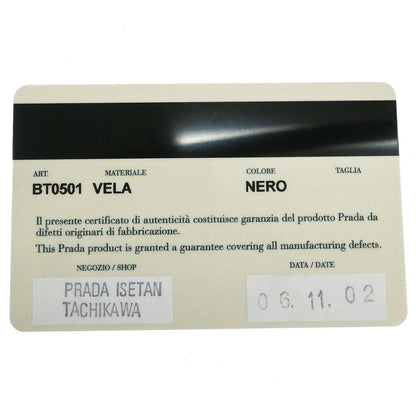 ART. MATERIALE COLORE TAGLIA
BT0501 VELA NERO
Il presente certificato di autenticità costituisce garanzia del prodotto Prada da
difetti originari di fabbricazione.
This Prada product is granted a guarantee covering all manufacturing defects.
NEGOZIO / SHOP DATA / DATE
PRADA ISETAN 06.11.02
TACHIKAWA